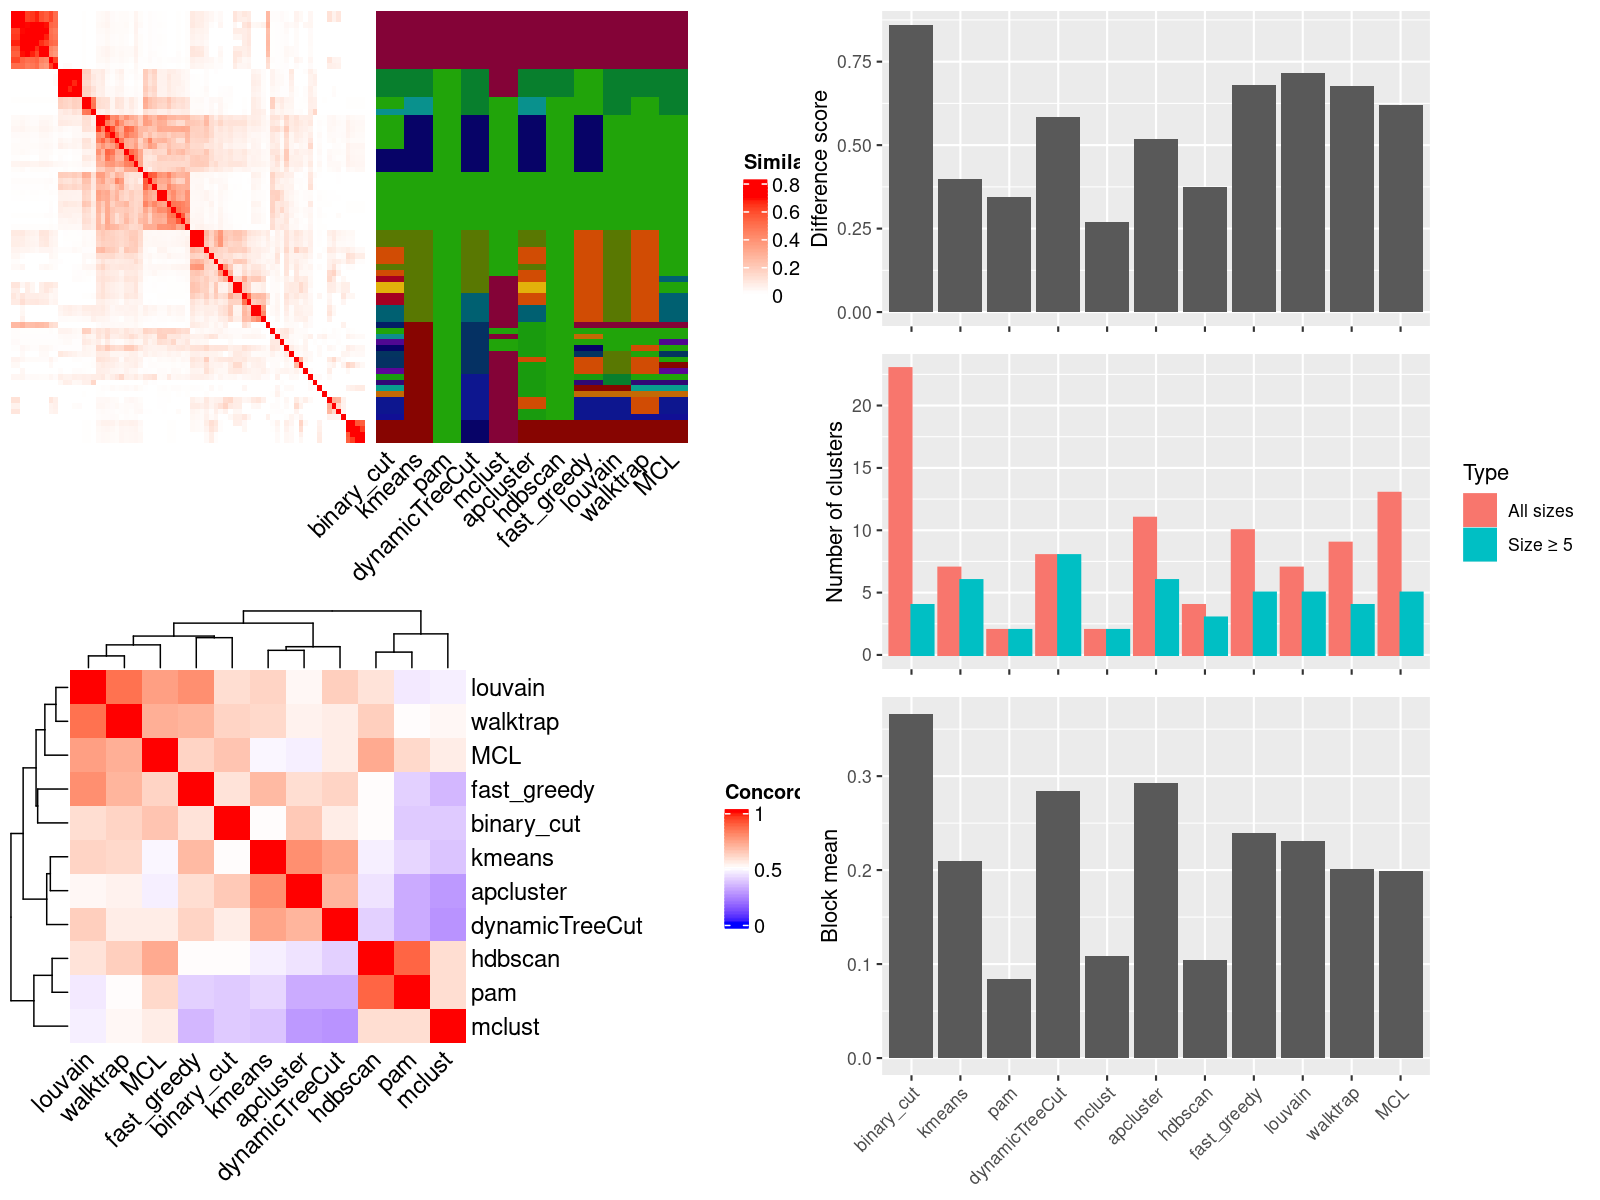 Simila
0.8
0.6
0.4
0.2
0
binary_cut
kmeans
pam
dynamicTreeCut
mclust
apcluster
hdbscan
fast_greedy
louvain
walktrap
MCL
louvain
walktrap
MCL
fast_greedy
binary_cut
kmeans
apcluster
dynamicTreeCut
hdbscan
pam
mclust
louvain
walktrap
MCL
fast_greedy
binary_cut
kmeans
apcluster
dynamicTreeCut
hdbscan
pam
mclust
Concord
1
0.5
0
Difference score
0.75
0.50
0.25
0.00
Number of clusters
20
15
10
5
0
Type
All sizes
Size ≥ 5
Block mean
0.3
0.2
0.1
0.0
binary_cut
kmeans
pam
dynamicTreeCut
mclust
apcluster
hdbscan
fast_greedy
louvain
walktrap
MCL